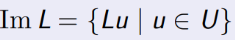 Im L = {Lu | u ∈ U}